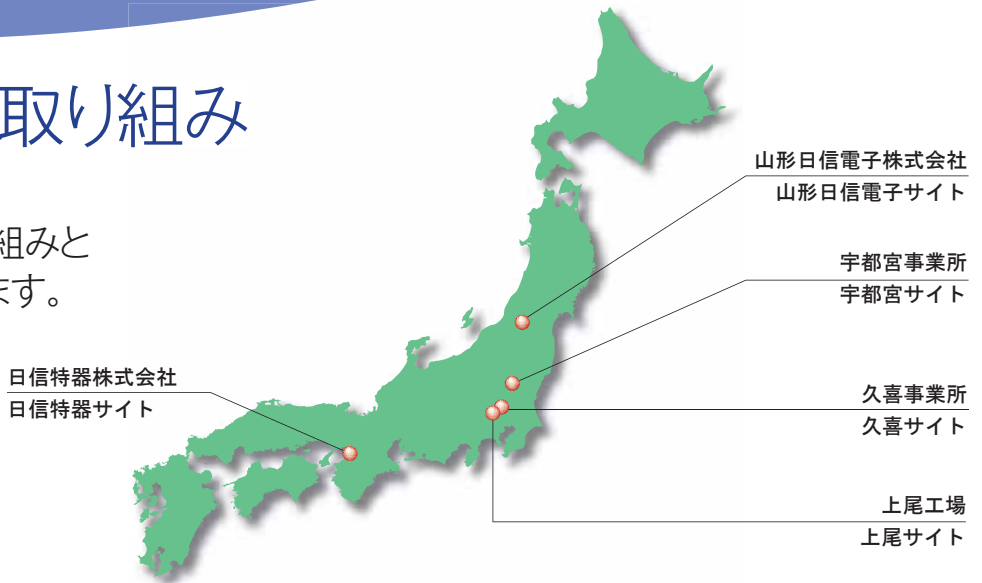 取り組み
組みと
ます。
山形日信電子株式会社
山形日信電子サイト
宇都宮事業所
宇都宮サイト
日信特器株式会社
日信特器サイト
久喜事業所
久喜サイト
上尾工場
上尾サイト